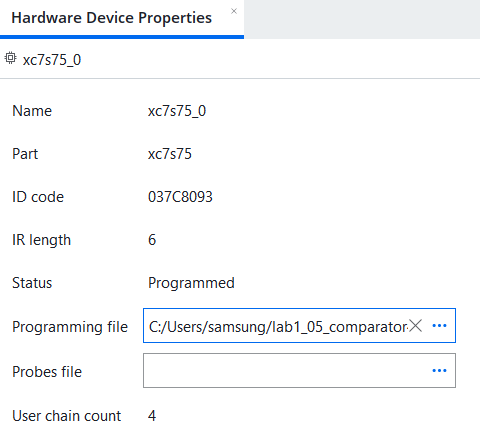 Hardware Device Properties
xc7s75_0
Name xc7s75_0
Part xc7s75
ID code 037C8093
IR length 6
Status Programmed
Programming file C:/Users/samsung/lab1_05_comparator
Probes file
User chain count 4